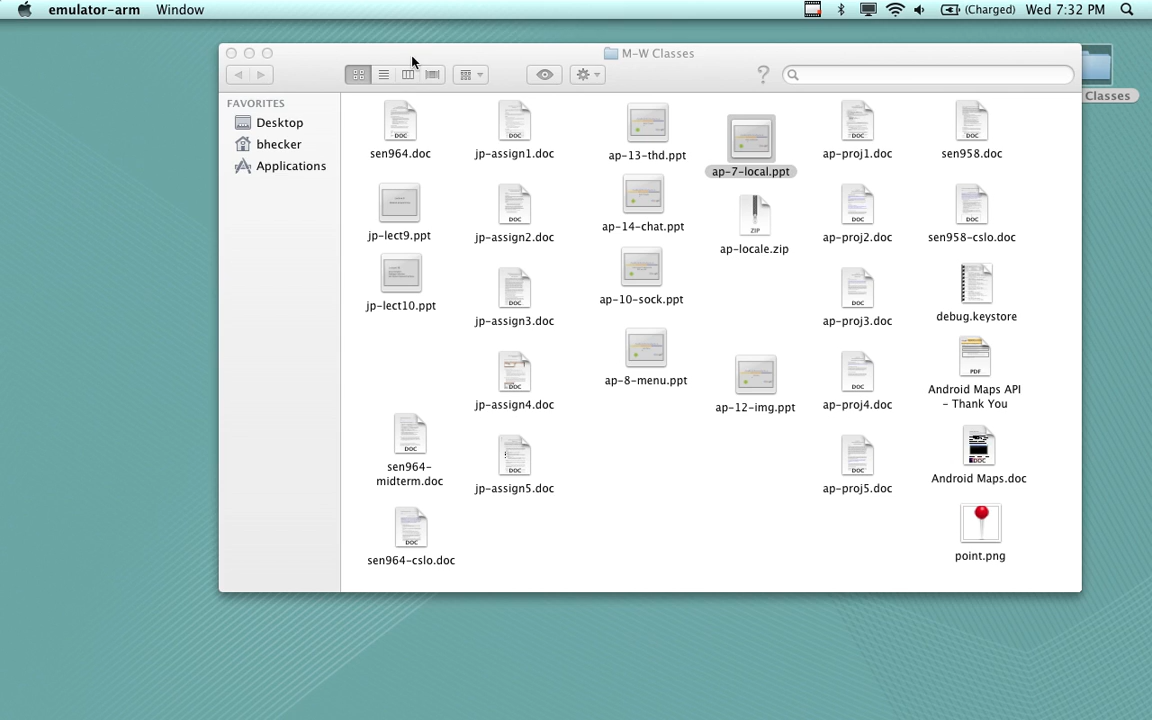 emulator-arm Window (Charged) Wed 7:32 PM
M-W Classes
?
FAVORITES
Desktop
bhecker
Applications
Classes
sen964.doc
jp-assign1.doc
ap-13-thd.ppt
ap-7-local.ppt
ap-proj1.doc
sen958.doc
jp-lect9.ppt
jp-assign2.doc
ap-14-chat.ppt
ap-locale.zip
ap-proj2.doc
sen958-cslo.doc
jp-lect10.ppt
jp-assign3.doc
ap-10-sock.ppt
ap-proj3.doc
debug.keystore
jp-assign4.doc
ap-8-menu.ppt
ap-12-img.ppt
ap-proj4.doc
Android Maps API
- Thank You
sen964-
midterm.doc
jp-assign5.doc
ap-proj5.doc
Android Maps.doc
sen964-cslo.doc
point.png